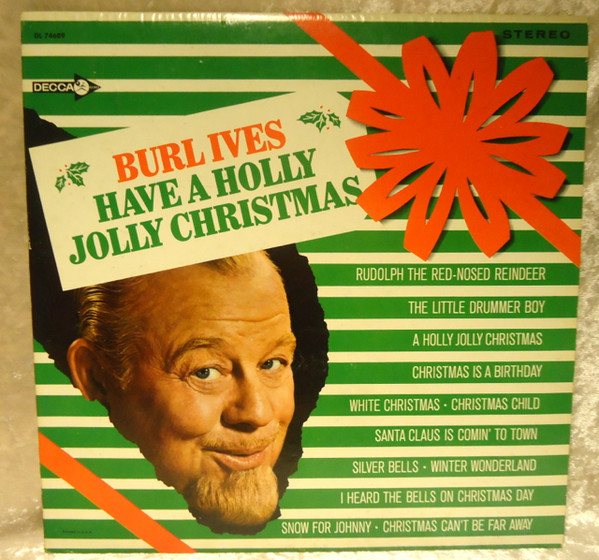 DL 74689
STEREO
DECCA
BURL IVES
HAVE A HOLLY
JOLLY CHRISTMAS
RUDOLPH THE RED-NOSED REINDEER
THE LITTLE DRUMMER BOY
A HOLLY JOLLY CHRISTMAS
CHRISTMAS IS A BIRTHDAY
WHITE CHRISTMAS • CHRISTMAS CHILD
SANTA CLAUS IS COMIN' TO TOWN
SILVER BELLS • WINTER WONDERLAND
I HEARD THE BELLS ON CHRISTMAS DAY
SNOW FOR JOHNNY • CHRISTMAS CAN'T BE FAR AWAY